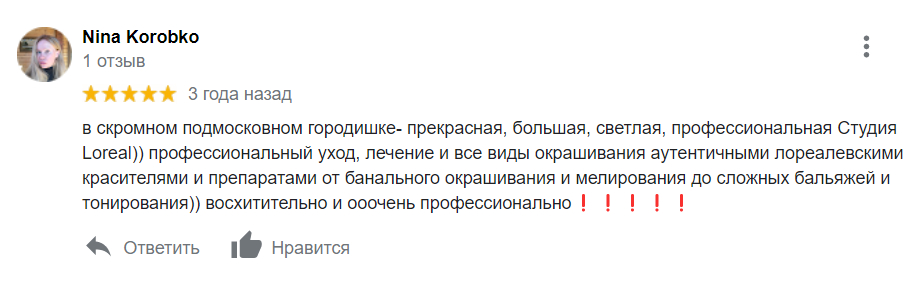 Nina Korobko
1 отзыв
3 года назад
в скромном подмосковном городишке- прекрасная, большая, светлая, профессиональная Студия
Loreal)) профессиональный уход, лечение и все виды окрашивания аутентичными лореалевскими
красителями и препаратами от банального окрашивания и мелирования до сложных бальяжей и
тонирования)) восхитительно и ооочень профессионально❗❗❗❗❗
Ответить Нравится